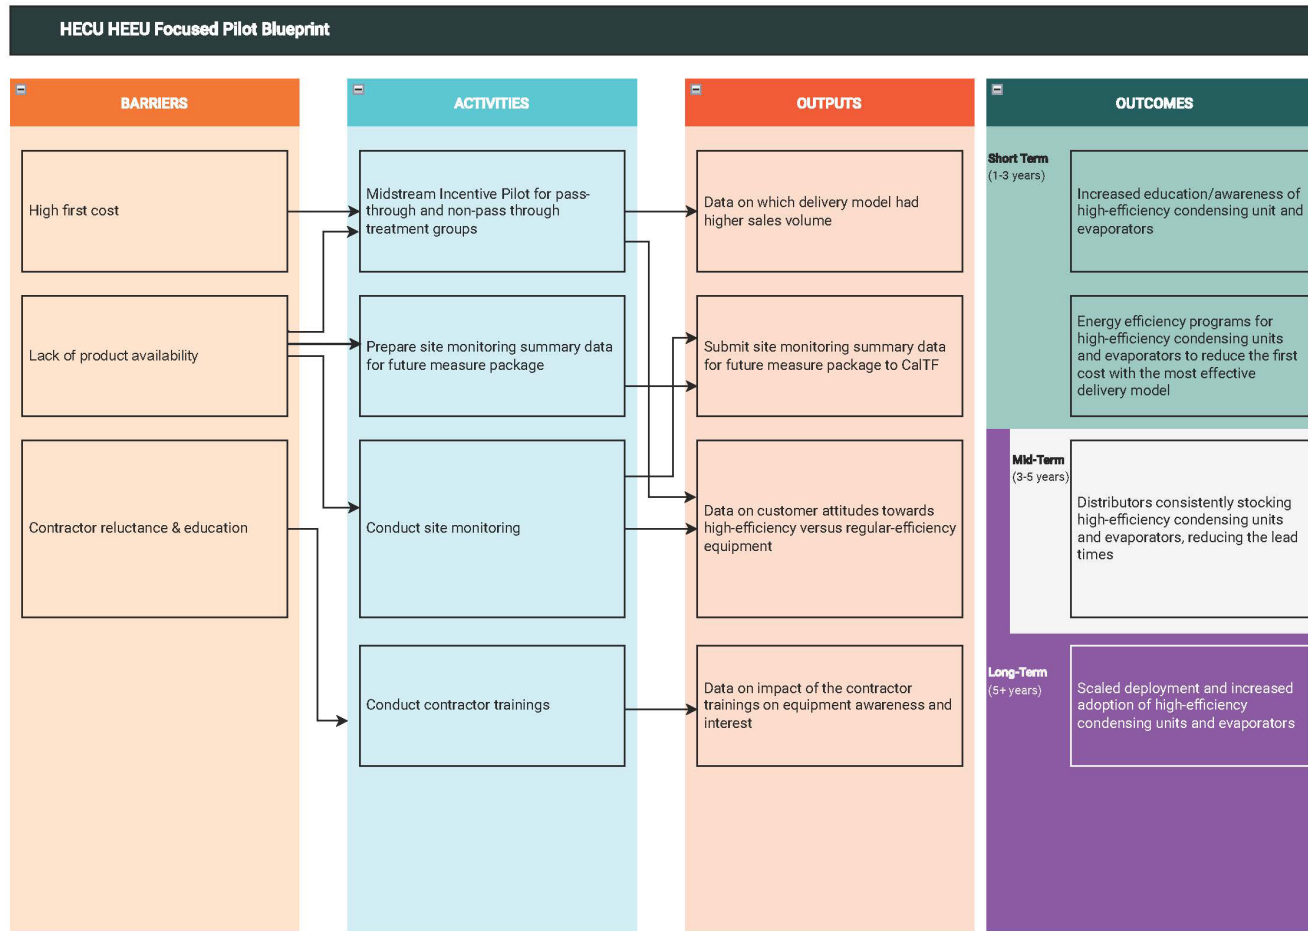 HECU HEEU Focused Pilot Blueprint
BARRIERS
High first cost
Lack of product availability
Contractor reluctance & education
ACTIVITIES
Midstream Incentive Pilot for pass-
through and non-pass through
treatment groups
Prepare site monitoring summary data
for future measure package
Conduct site monitoring
Conduct contractor trainings
OUTPUTS
Data on which delivery model had
higher sales volume
Submit site monitoring summary data
for future measure package to CalTF
Data on customer attitudes towards
high-efficiency versus regular-efficiency
equipment
Data on impact of the contractor
trainings on equipment awareness and
interest
OUTCOMES
Short Term
(1-3 years)
Increased education/awareness of
high-efficiency condensing unit and
evaporators
Energy efficiency programs for
high-efficiency condensing units
and evaporators to reduce the first
cost with the most effective
delivery model
Mid-Term
(3-5 years)
Distributors consistently stocking
high-efficiency condensing units
and evaporators, reducing the lead
times
Long-Term
(5+ years)
Scaled deployment and increased
adoption of high-efficiency
condensing units and evaporators